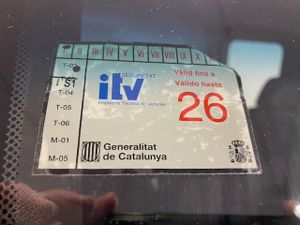 I II III IV V VI VII VIII IX X
T-03
T-04
T-05
T-06
M-01
M-05
SEGURETAT
itv
Inspecció Tècnica de Vehicles
Vàlid fins a
Válido hasta
26
Generalitat
de Catalunya